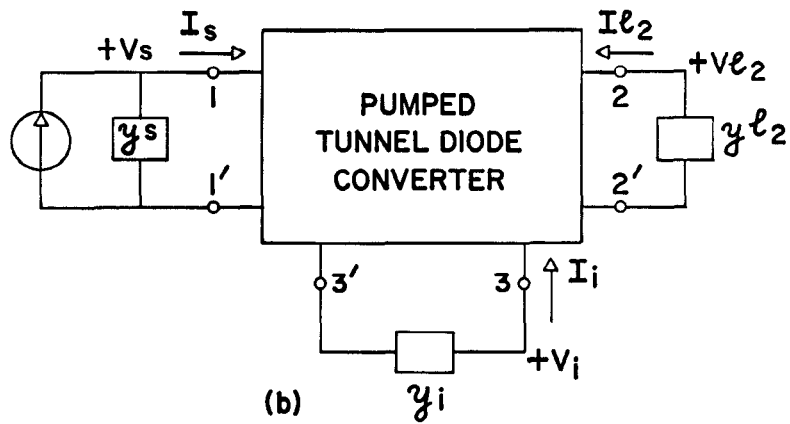 +Vs Is Iℓ2 +Vℓ2
1 2
ys PUMPED TUNNEL DIODE CONVERTER yℓ2
1′ 2′
3′ 3 Ii
+Vi
yi
(b)